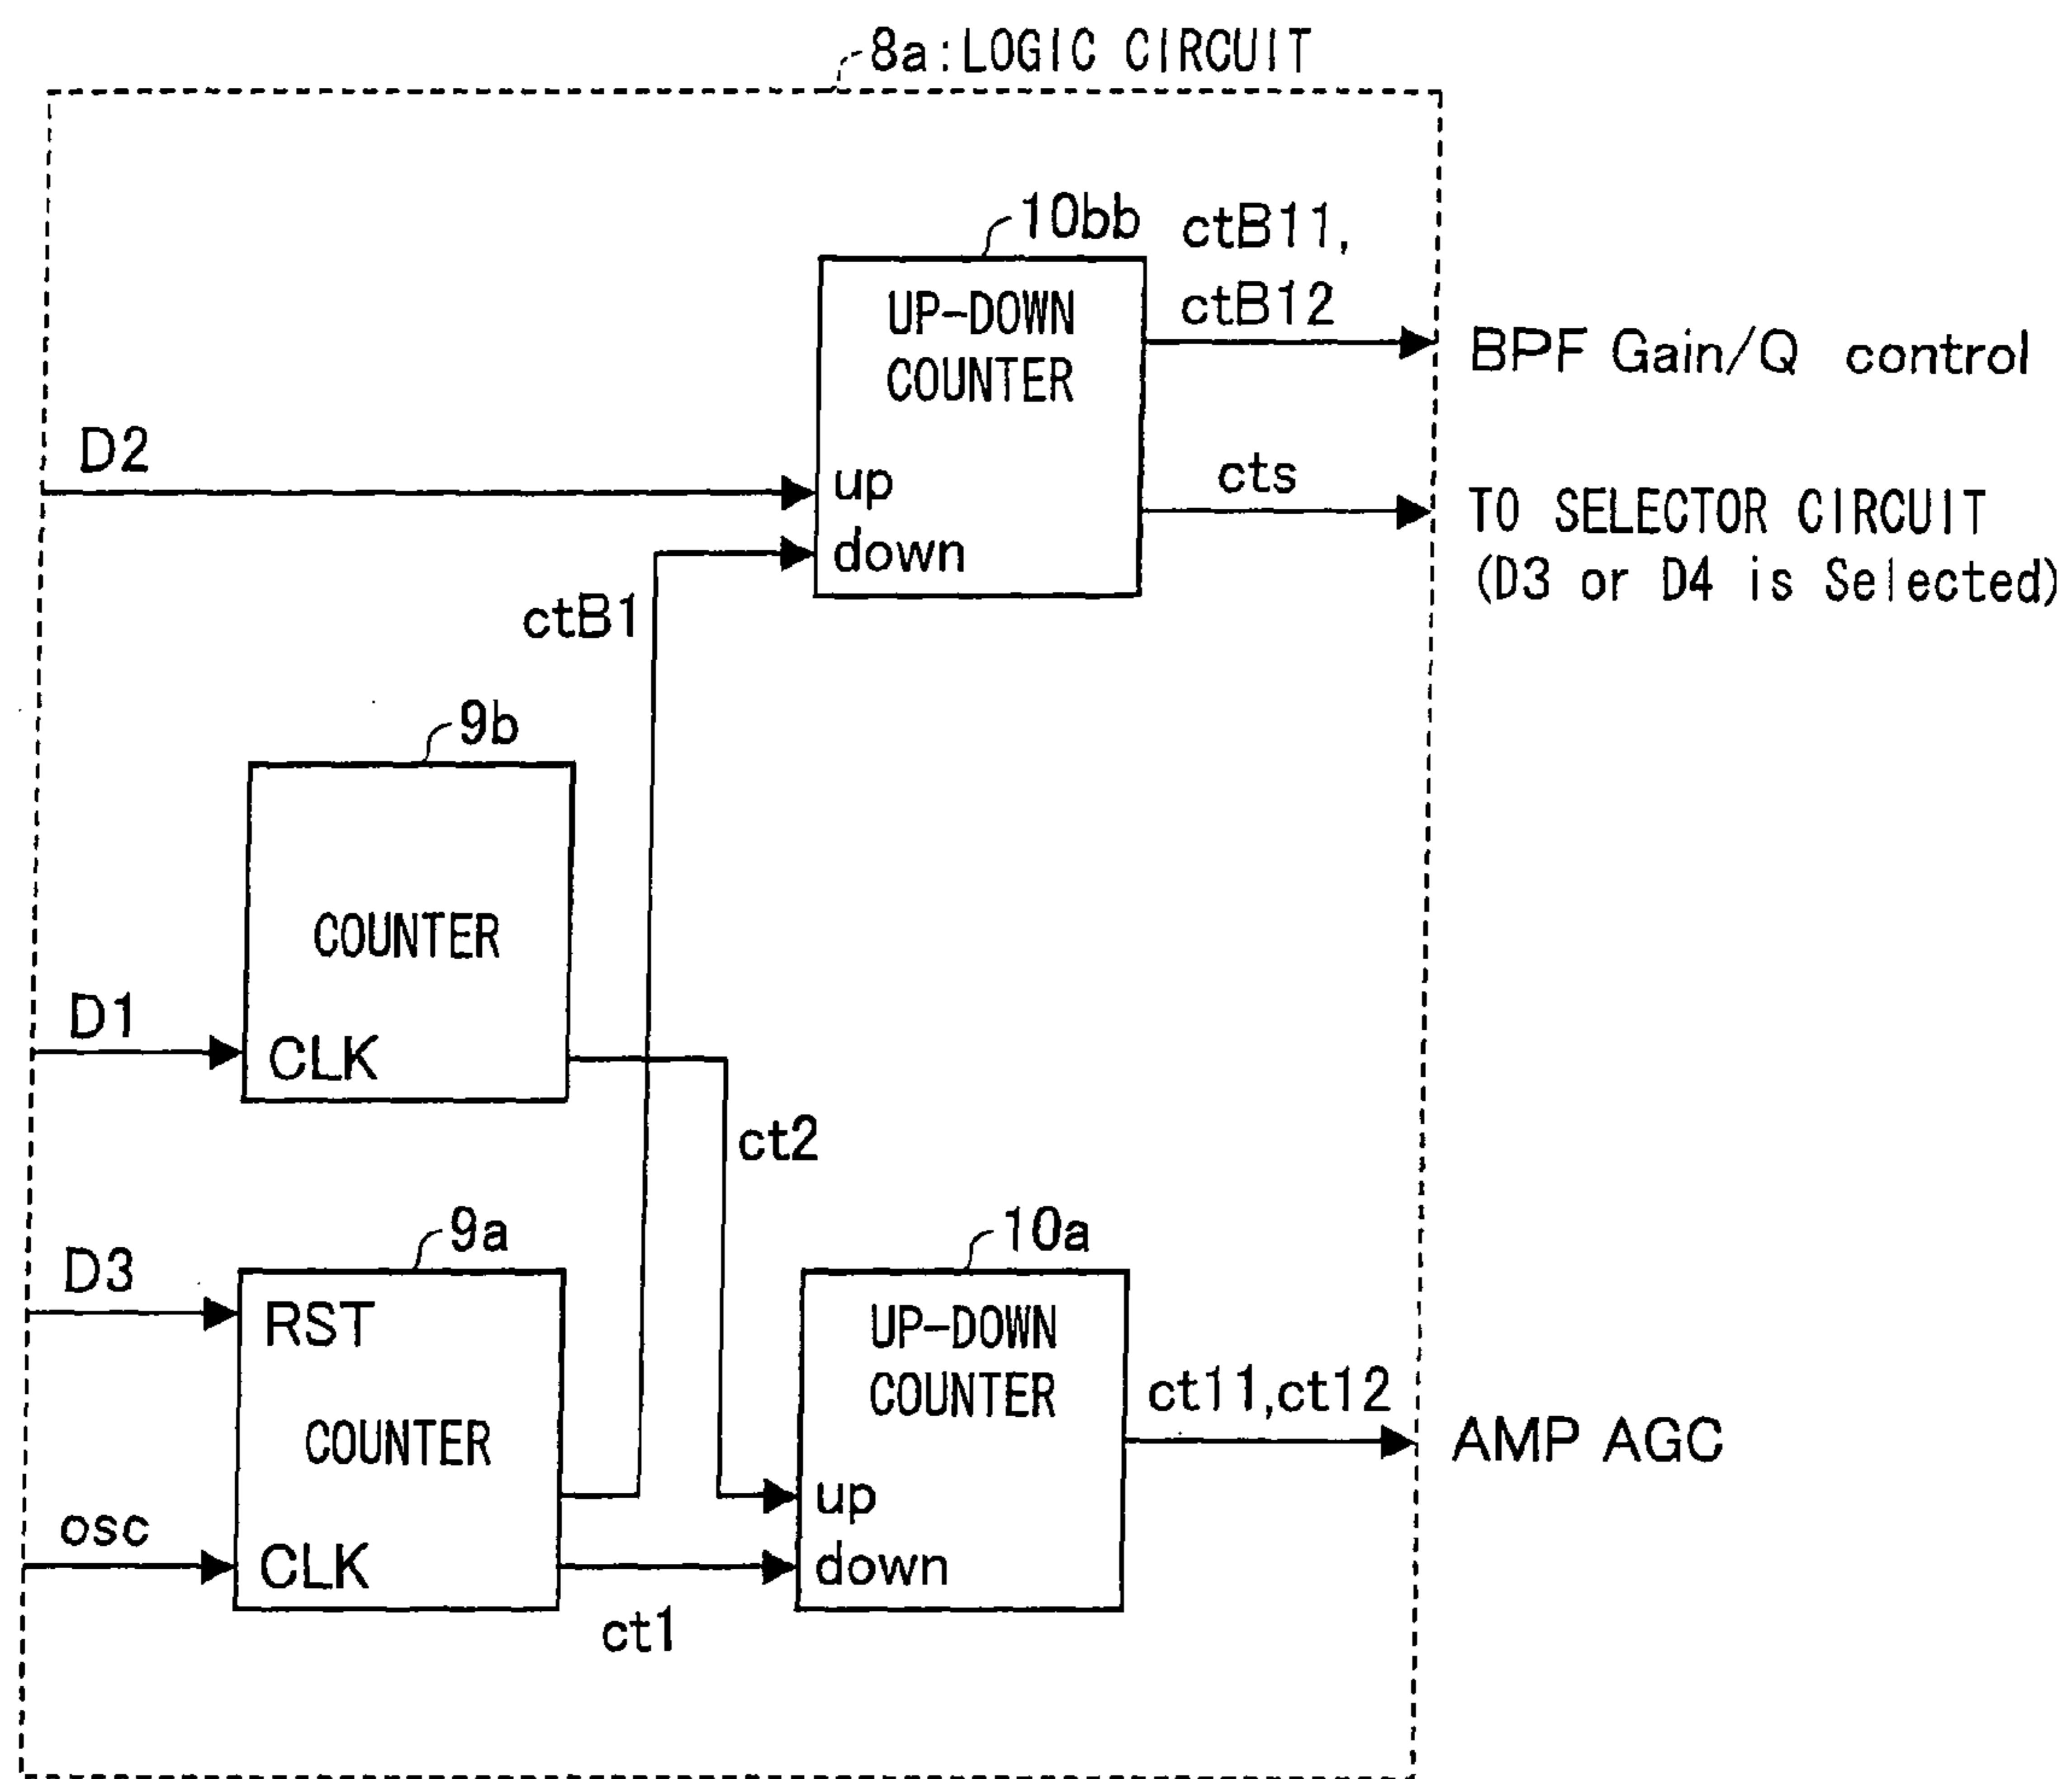 8a:LOGIC CIRCUIT
10bb
ctB11,
ctB12
UP-DOWN
COUNTER
BPF Gain/Q control
D2
up
cts
TO SELECTOR CIRCUIT
(D3 or D4 is Selected)
down
ctB1
9b
COUNTER
D1
CLK
ct2
9a
10a
D3
RST
UP-DOWN
COUNTER
ct11,ct12
COUNTER
AMP AGC
up
osc
CLK
down
ct1